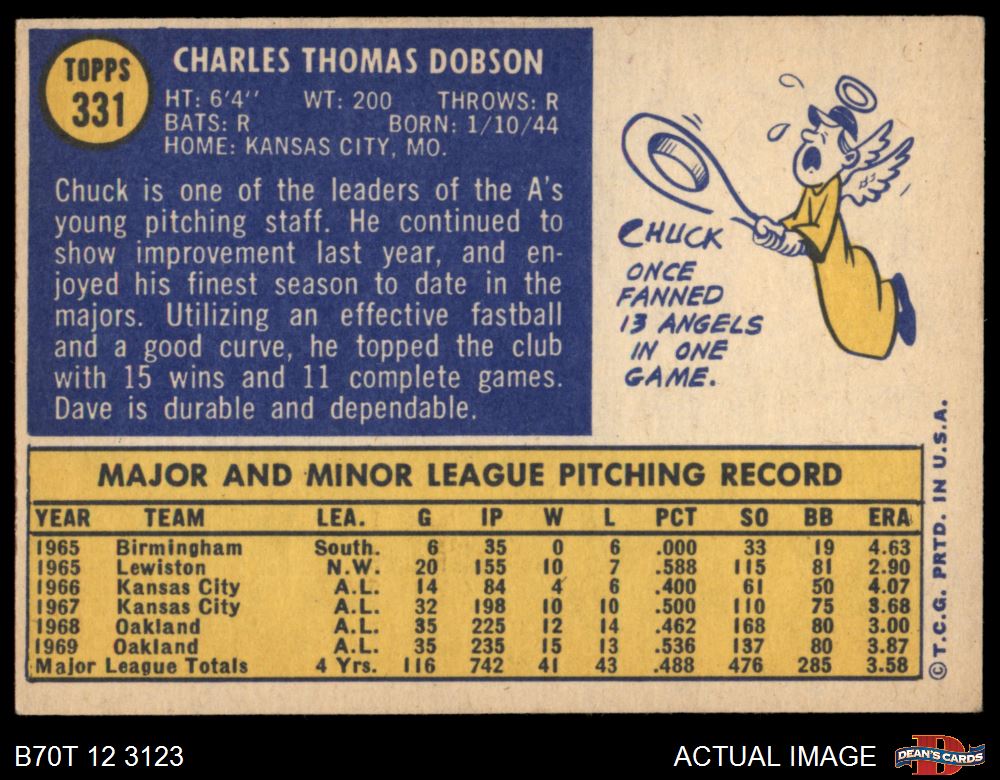 TOPPS
331
CHARLES THOMAS DOBSON
HT: 6'4'' WT: 200 THROWS: R
BATS: R BORN: 1/10/44
HOME: KANSAS CITY, MO.
Chuck is one of the leaders of the A's
young pitching staff. He continued to
show improvement last year, and en-
joyed his finest season to date in the
majors. Utilizing an effective fastball
and a good curve, he topped the club
with 15 wins and 11 complete games.
Dave is durable and dependable.
CHUCK
ONCE
FANNED
13 ANGELS
IN ONE
GAME.
MAJOR AND MINOR LEAGUE PITCHING RECORD
YEAR TEAM LEA. G IP W L PCT SO BB ERA
1965 Birmingham South. 6 35 0 6 .000 33 19 4.63
1965 Lewiston N.W. 20 155 10 7 .588 115 81 2.90
1966 Kansas City A.L. 14 84 4 6 .400 61 50 4.07
1967 Kansas City A.L. 32 198 10 10 .500 110 75 3.68
1968 Oakland A.L. 35 225 12 14 .462 168 80 3.00
1969 Oakland A.L. 35 235 15 13 .536 137 80 3.87
Major League Totals 4 Yrs. 116 742 41 43 .488 476 285 3.58
© T.C.G. PRTD. IN U.S.A.
B70T 12 3123
ACTUAL IMAGE
D
DEAN'S CARDS